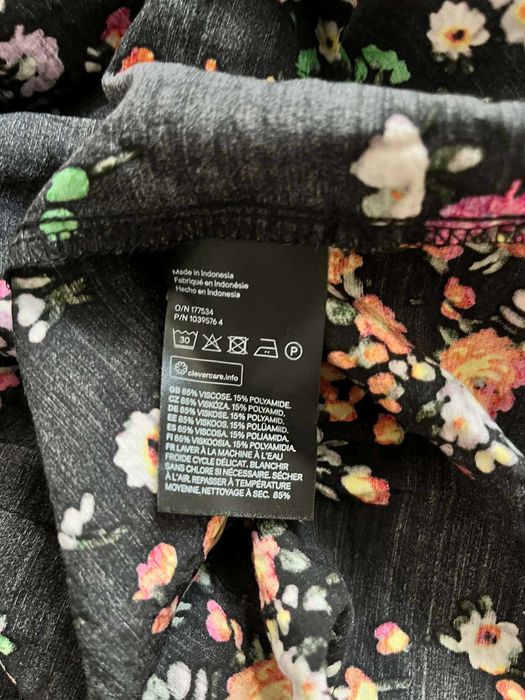 Made in Indonesia
Fabriqué en Indonésie
Hecho en Indonesia
O/N 177534
P/N 1039576 4
30 P
clevercare.info
GB 85% VISCOSE. 15% POLYAMIDE.
CZ 85% VISKÓZA. 15% POLYAMID.
DE 85% VISKOSE. 15% POLYAMID.
EE 85% VISKOOS. 15% POLÜAMIID.
ES 85% VISCOSA. 15% POLIAMIDA.
FI 85% VISKOOSIA. 15% POLYAMIDIA.
FR LAVER À LA MACHINE À L'EAU
FROIDE CYCLE DÉLICAT. BLANCHIR
SANS CHLORE SI NÉCESSAIRE. SÉCHER
À L'AIR. REPASSER À TEMPÉRATURE
MOYENNE, NETTOYAGE À SEC. 85%